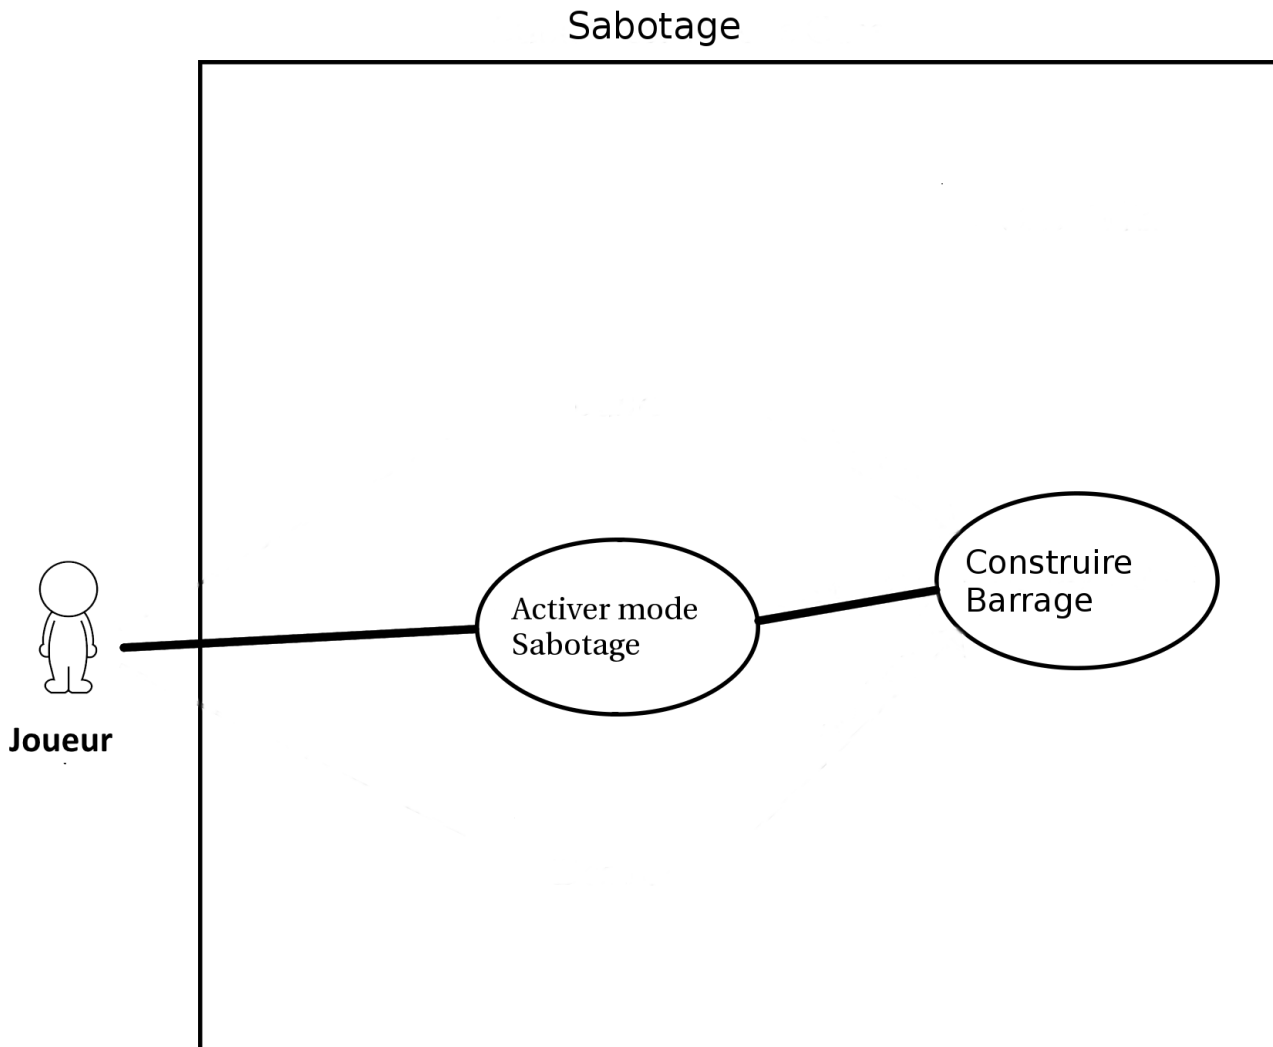 Sabotage
Activer mode
Sabotage
Construire
Barrage
Joueur